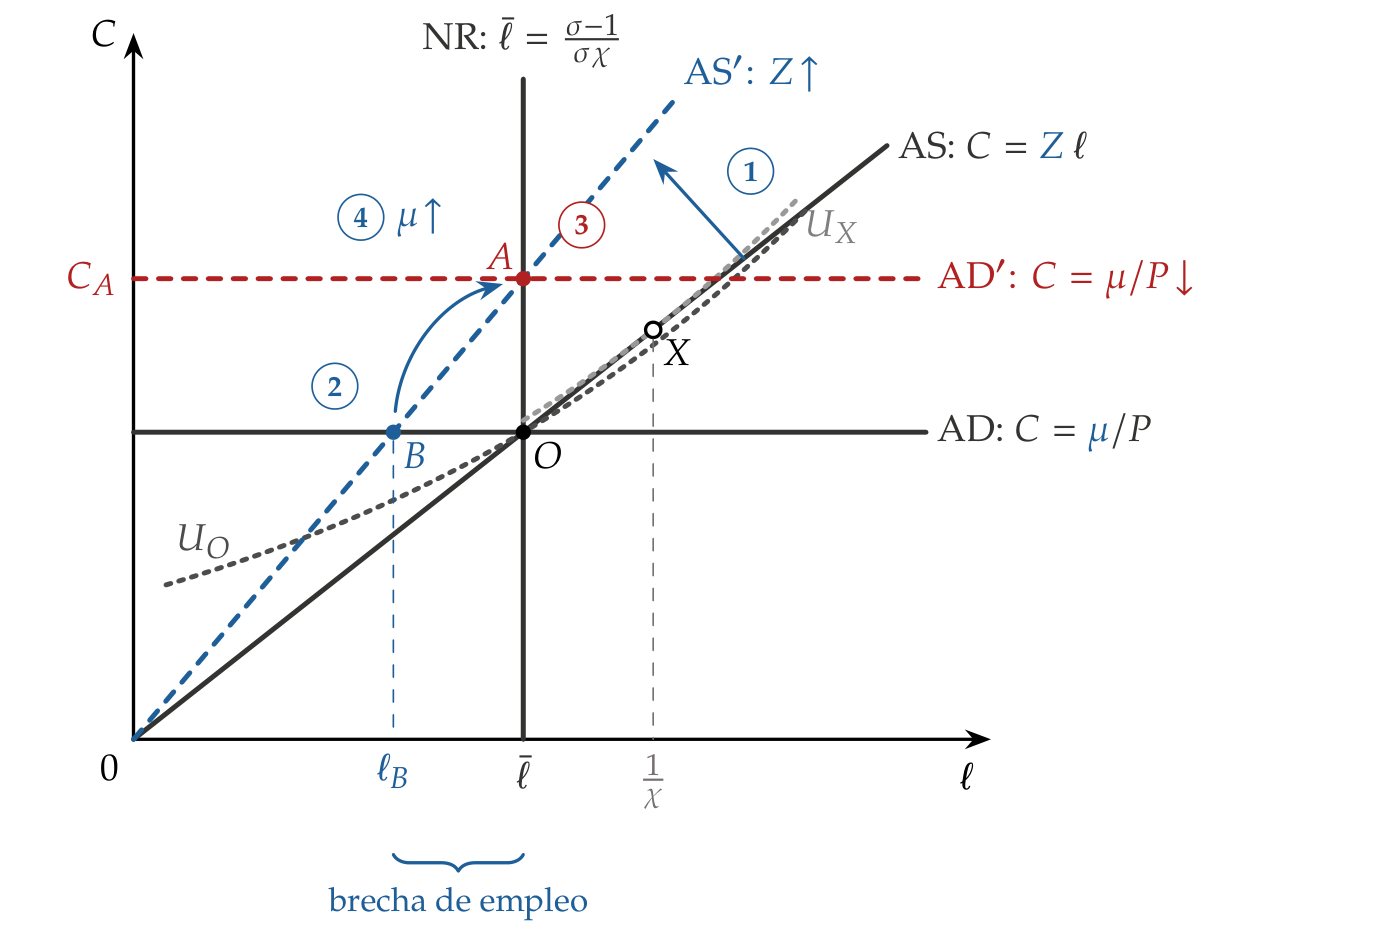 C
NR: ℓ̄ = (σ−1)/(σχ)
AS′: Z↑
AS: C = Z ℓ
1
4 μ↑
3
U_X
A
C_A
AD′: C = μ/P↓
X
2
AD: C = μ/P
B
O
U_O
0
ℓ_B
ℓ̄
1/χ
ℓ
brecha de empleo